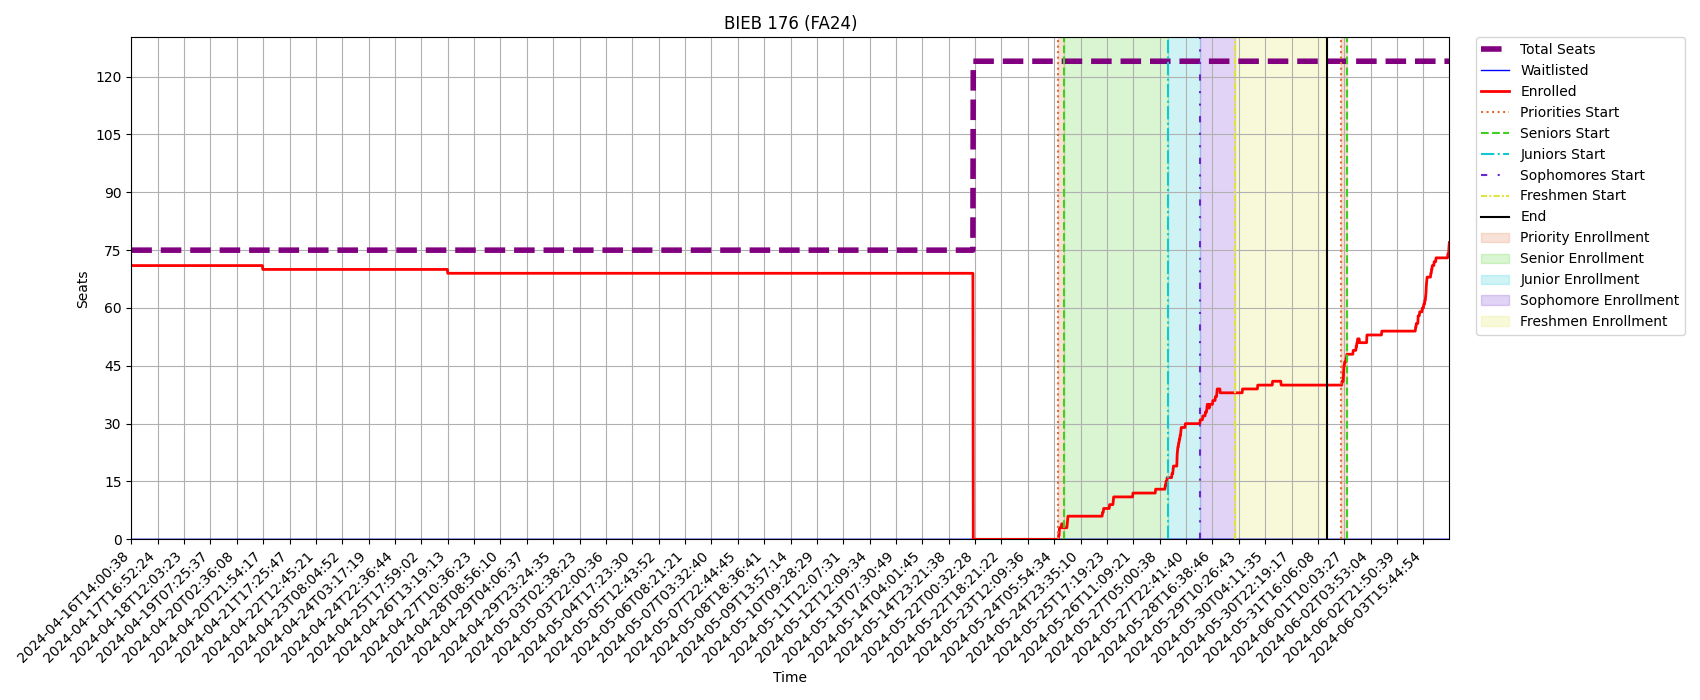 BIEB 176 (FA24)
Total Seats
Waitlisted
Enrolled
Priorities Start
Seniors Start
Juniors Start
Sophomores Start
Freshmen Start
End
Priority Enrollment
Senior Enrollment
Junior Enrollment
Sophomore Enrollment
Freshmen Enrollment
Seats
120
105
90
75
60
45
30
15
0
2024-04-16T14:00:38
2024-04-17T16:52:24
2024-04-18T12:03:23
2024-04-19T07:25:37
2024-04-20T02:36:08
2024-04-20T21:54:17
2024-04-21T17:25:47
2024-04-22T12:45:21
2024-04-23T08:04:52
2024-04-24T03:17:19
2024-04-24T22:36:44
2024-04-25T17:59:02
2024-04-26T13:19:13
2024-04-27T10:36:23
2024-04-28T08:56:10
2024-04-29T04:06:37
2024-04-29T23:24:35
2024-05-03T02:38:23
2024-05-03T22:00:36
2024-05-04T17:23:30
2024-05-05T12:43:52
2024-05-06T08:21:21
2024-05-07T03:32:40
2024-05-07T22:44:45
2024-05-08T18:36:41
2024-05-09T13:57:14
2024-05-10T09:28:29
2024-05-11T12:07:31
2024-05-12T12:09:34
2024-05-13T07:30:49
2024-05-14T04:01:45
2024-05-14T23:21:38
2024-05-22T00:32:28
2024-05-22T18:21:22
2024-05-23T12:09:36
2024-05-24T05:54:34
2024-05-24T23:35:10
2024-05-25T17:19:23
2024-05-26T11:09:21
2024-05-27T05:00:38
2024-05-27T22:41:40
2024-05-28T16:38:46
2024-05-29T10:26:43
2024-05-30T04:11:35
2024-05-30T22:19:17
2024-05-31T16:06:08
2024-06-01T10:03:27
2024-06-02T03:53:04
2024-06-02T21:50:39
2024-06-03T15:44:54
Time